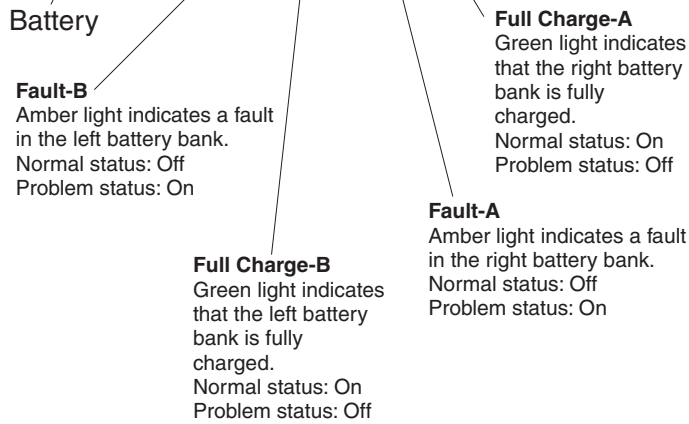 Battery
Fault-B
Amber light indicates a fault
in the left battery bank.
Normal status: Off
Problem status: On
Full Charge-B
Green light indicates
that the left battery
bank is fully
charged.
Normal status: On
Problem status: Off
Fault-A
Amber light indicates a fault
in the right battery bank.
Normal status: Off
Problem status: On
Full Charge-A
Green light indicates
that the right battery
bank is fully
charged.
Normal status: On
Problem status: Off